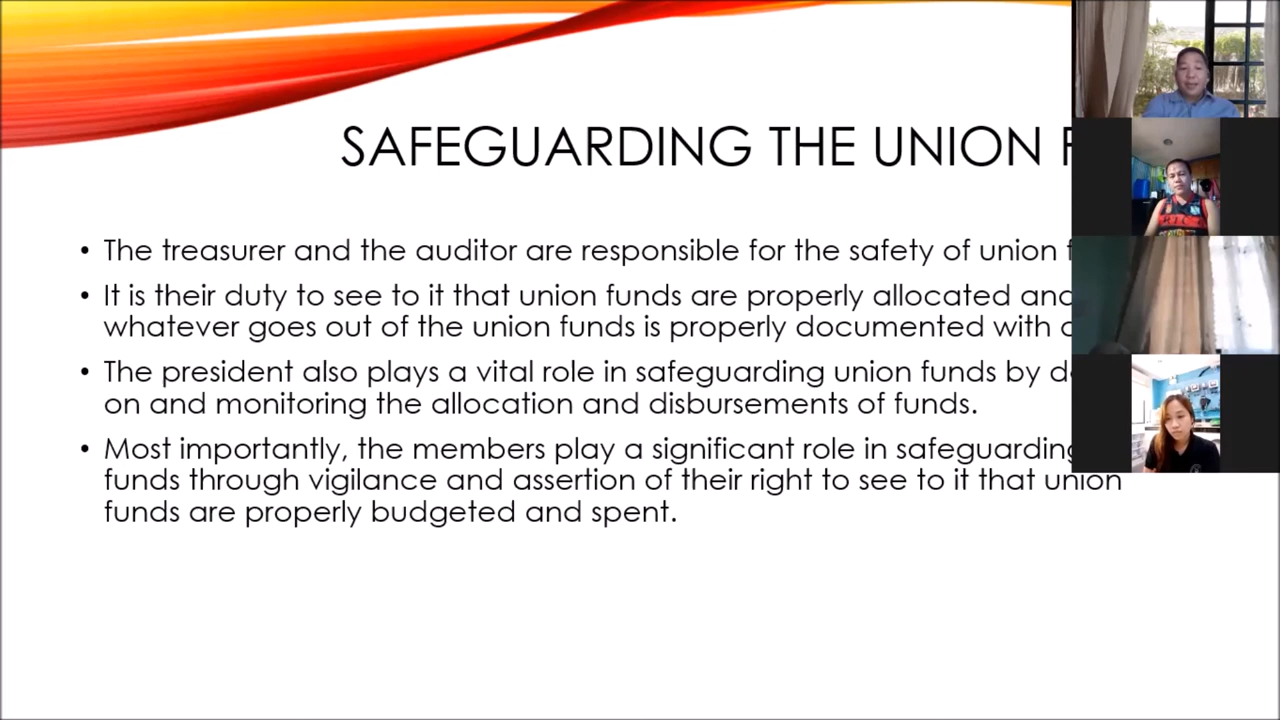 SAFEGUARDING THE UNION
• The treasurer and the auditor are responsible for the safety of union
• It is their duty to see to it that union funds are properly allocated and
whatever goes out of the union funds is properly documented with
• The president also plays a vital role in safeguarding union funds by
on and monitoring the allocation and disbursements of funds.
• Most importantly, the members play a significant role in safeguarding
funds through vigilance and assertion of their right to see to it that union
funds are properly budgeted and spent.